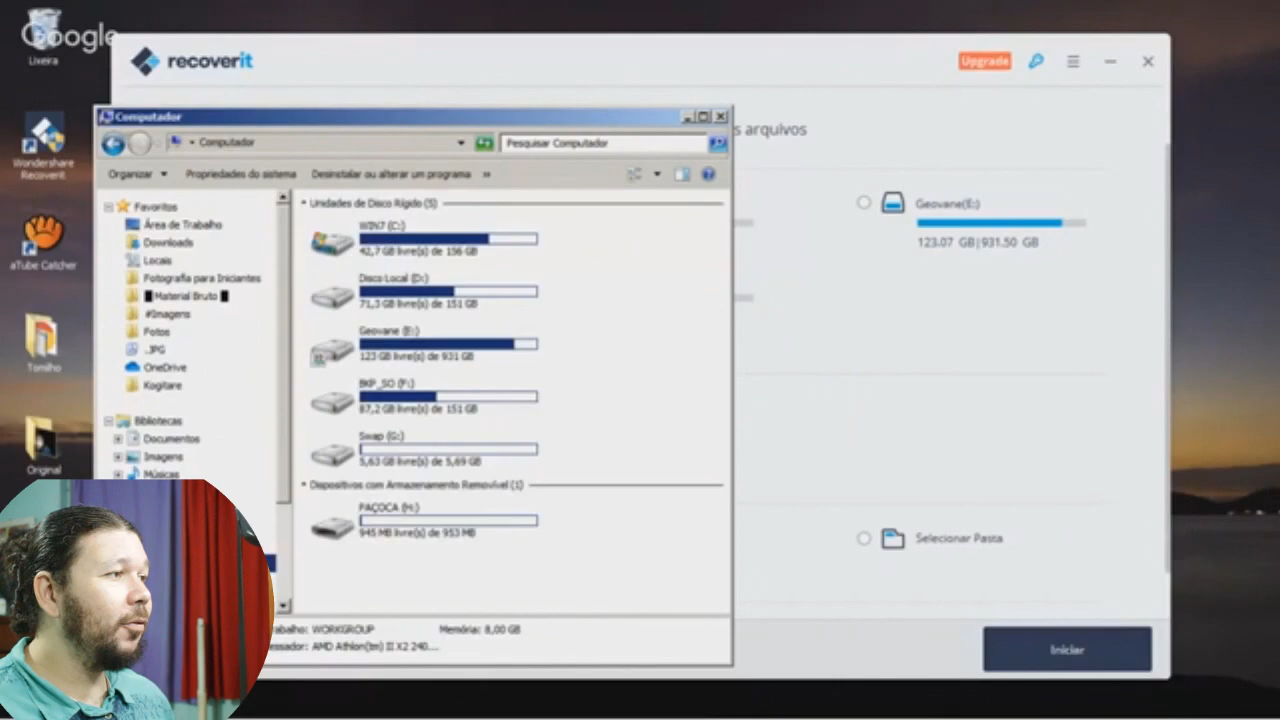 Google
Lixeira
Wondershare
Recoverit
aTube Catcher
Tomilho
Original
recoverit
Upgrade
s arquivos
Geovane(E:)
123.07 GB|931.50 GB
Selecionar Pasta
Iniciar
Computador
Computador
Pesquisar Computador
Organizar
Propriedades do sistema
Desinstalar ou alterar um programa
»
Favoritos
Área de Trabalho
Downloads
Locais
Fotografia para Iniciantes
Material Bruto
#Imagens
Fotos
.JPG
OneDrive
Kogitare
Bibliotecas
Documentos
Imagens
Músicas
Unidades de Disco Rígido (5)
WIN7 (C:)
42,7 GB livre(s) de 156 GB
Disco Local (D:)
71,3 GB livre(s) de 151 GB
Geovane (E:)
123 GB livre(s) de 931 GB
BKP_SO (F:)
87,2 GB livre(s) de 151 GB
Swap (G:)
5,63 GB livre(s) de 5,69 GB
Dispositivos com Armazenamento Removível (1)
PAÇOCA (H:)
945 MB livre(s) de 953 MB
abalho: WORKGROUP
Memória: 8,00 GB
essador: AMD Athlon(tm) II X2 240...